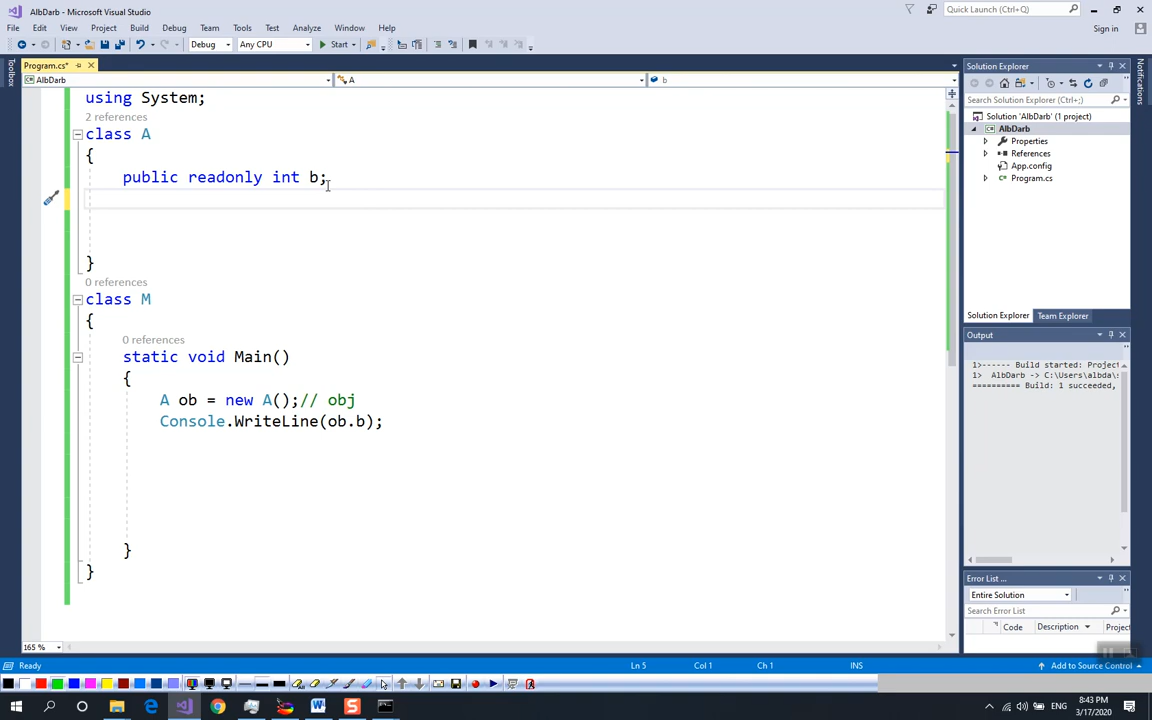 AlbDarb - Microsoft Visual Studio
Quick Launch (Ctrl+;)
File Edit View Project Build Debug Team Tools Test Analyze Window Help
Sign in
Debug Any CPU Start
Program.cs*
Toolbox
AlbDarb A b
using System;
2 references
class A
{
public readonly int b;
}
0 references
class M
{
0 references
static void Main()
{
A ob = new A();// obj
Console.WriteLine(ob.b);
}
}
165 %
Solution Explorer
Search Solution Explorer (Ctrl+;)
Solution 'AlbDarb' (1 project)
AlbDarb
Properties
References
App.config
Program.cs
Solution Explorer Team Explorer
Notifications
Output
1>------ Build started: Project
1> AlbDarb -> C:\Users\albda\s
========== Build: 1 succeeded,
Error List ...
Entire Solution
Search Error List
Code Description Project
Ready Ln 5 Col 1 Ch 1 INS Add to Source Control
ENG
8:43 PM
3/17/2020